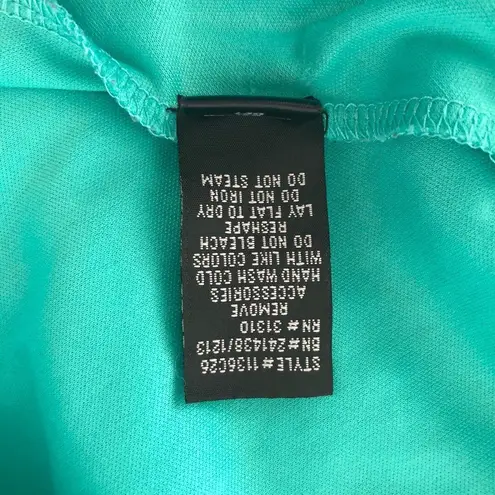 STYLE# 1136C26
BN# 241438/1213
RN# 31310
REMOVE
ACCESSORIES
HAND WASH COLD
WITH LIKE COLORS
DO NOT BLEACH
RESHAPE
LAY FLAT TO DRY
DO NOT IRON
DO NOT STEAM